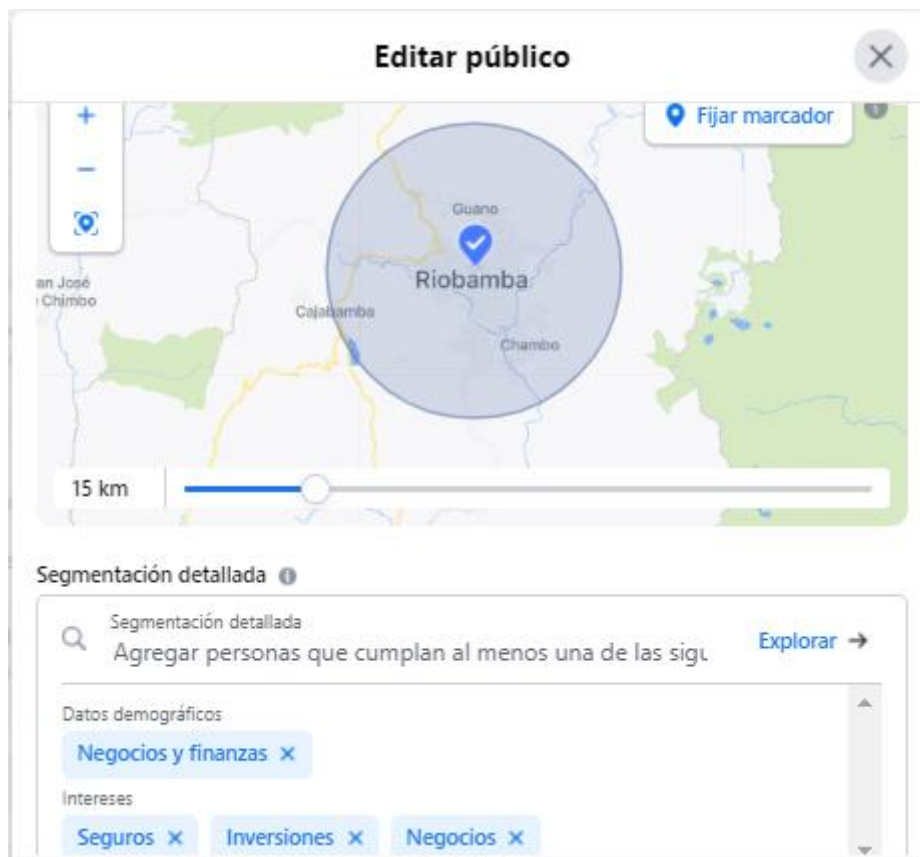 Editar público
Fijar marcador
Guano
Riobamba
an José
Chimbo
Cajabamba
Chambo
15 km
Segmentación detallada
Segmentación detallada
Agregar personas que cumplan al menos una de las sigu
Explorar →
Datos demográficos
Negocios y finanzas ×
Intereses
Seguros × Inversiones × Negocios ×